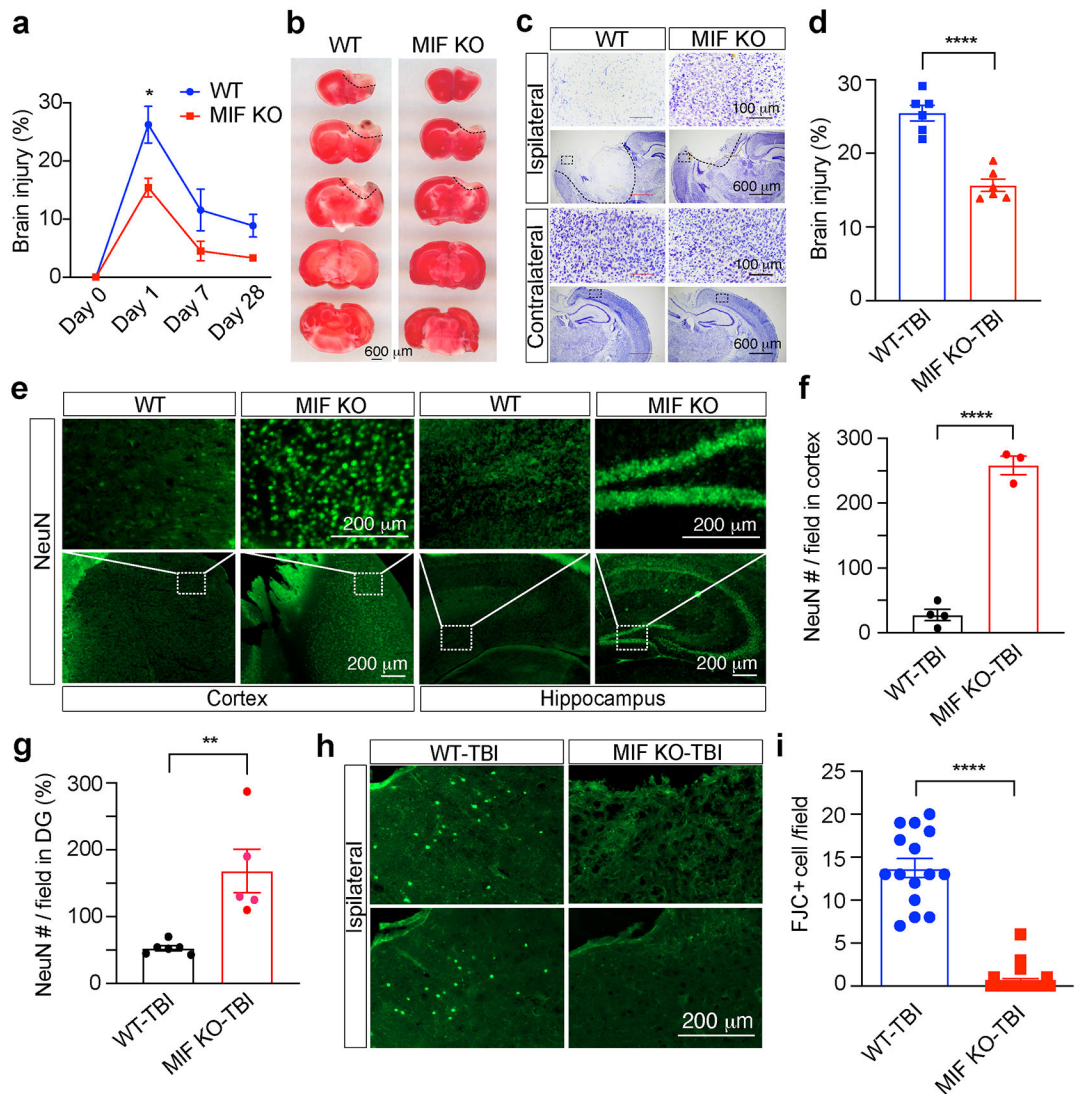 a
WT
MIF KO
*
Brain injury (%)
30
20
10
0
Day 0
Day 1
Day 7
Day 28
b
WT
MIF KO
600 µm
c
WT
MIF KO
Ispilateral
100 µm
600 µm
Contralateral
100 µm
600 µm
d
****
Brain injury (%)
30
20
10
0
WT-TBI
MIF KO-TBI
e
WT
MIF KO
WT
MIF KO
NeuN
200 µm
200 µm
200 µm
200 µm
Cortex
Hippocampus
f
****
NeuN # / field in cortex
300
200
100
0
WT-TBI
MIF KO-TBI
g
**
NeuN # / field in DG (%)
300
200
100
0
WT-TBI
MIF KO-TBI
h
WT-TBI
MIF KO-TBI
Ispilateral
200 µm
i
****
FJC+ cell /field
25
20
15
10
5
0
WT-TBI
MIF KO-TBI